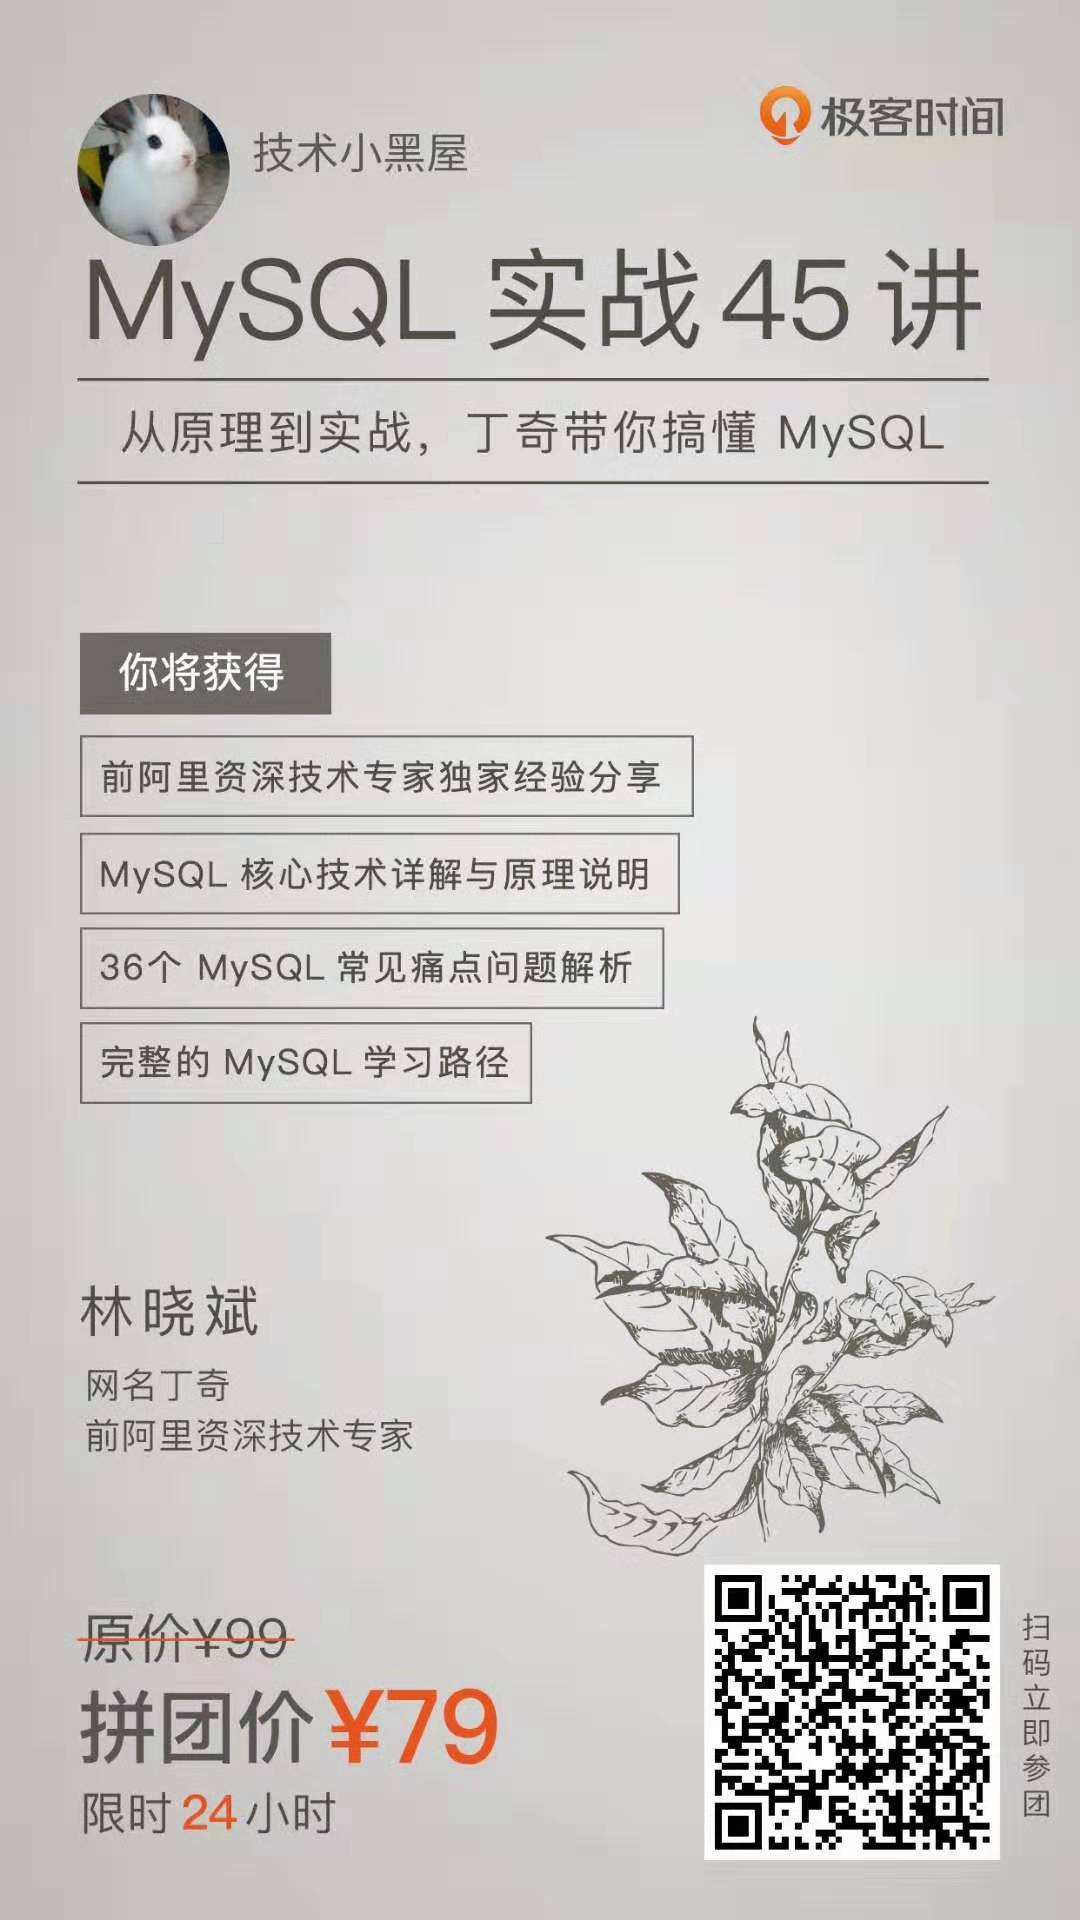 技术小黑屋
极客时间
MySQL 实战 45 讲
从原理到实战，丁奇带你搞懂 MySQL
你将获得
前阿里资深技术专家独家经验分享
MySQL 核心技术详解与原理说明
36个 MySQL 常见痛点问题解析
完整的 MySQL 学习路径
林晓斌
网名丁奇
前阿里资深技术专家
原价¥99
拼团价¥79
限时 24 小时
扫码立即参团